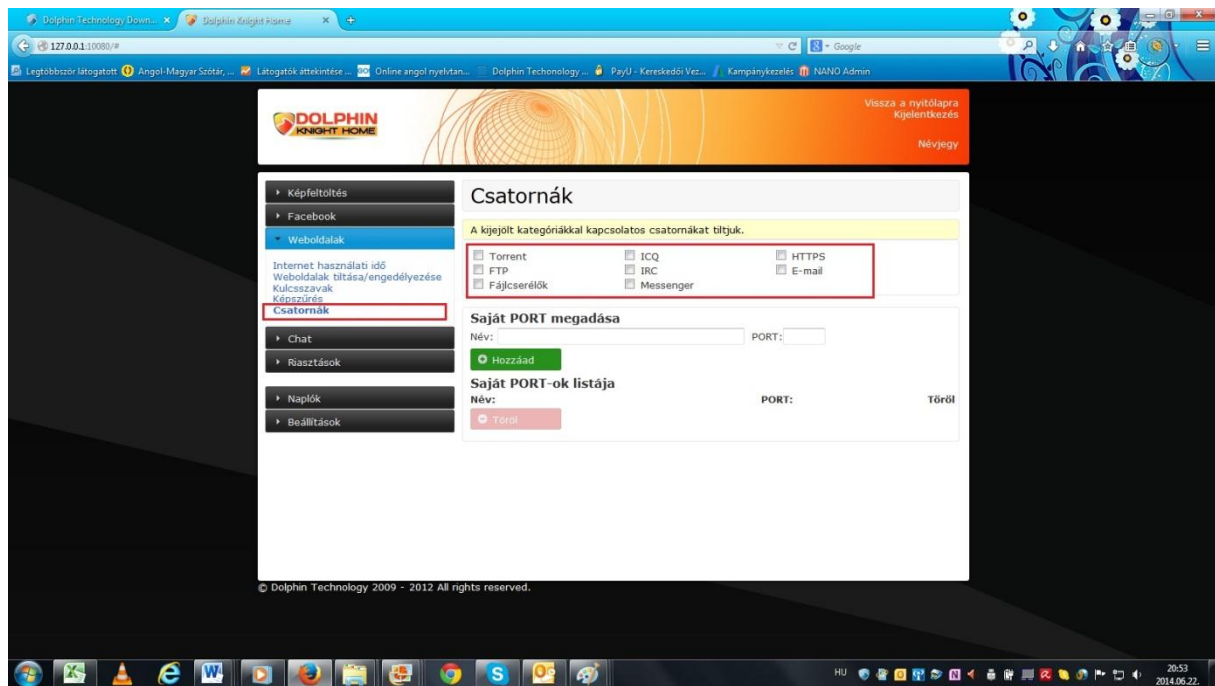 Dolphin Technology Down...
Dolphin Knight Home
127.0.0.1:10080/#
Google
Legtöbbször látogatott
Angol-Magyar Szótár, ...
Látogatók áttekintése ...
Online angol nyelvtan...
Dolphin Techonology ...
PayU - Kereskedői Vez...
Kampánykezelés
NANO Admin
DOLPHIN
KNIGHT HOME
Vissza a nyitólapra
Kijelentkezés
Névjegy
Képfeltöltés
Facebook
Weboldalak
Internet használati idő
Weboldalak tiltása/engedélyezése
Kulcsszavak
Képszűrés
Csatornák
Chat
Riasztások
Naplók
Beállítások
Csatornák
A kijejölt kategóriákkal kapcsolatos csatornákat tiltjuk.
Torrent ICQ HTTPS
FTP IRC E-mail
Fájlcserélők Messenger
Saját PORT megadása
Név: PORT:
Hozzáad
Saját PORT-ok listája
Név: PORT: Töröl
Töröl
© Dolphin Technology 2009 - 2012 All rights reserved.
HU
20:53
2014.06.22.